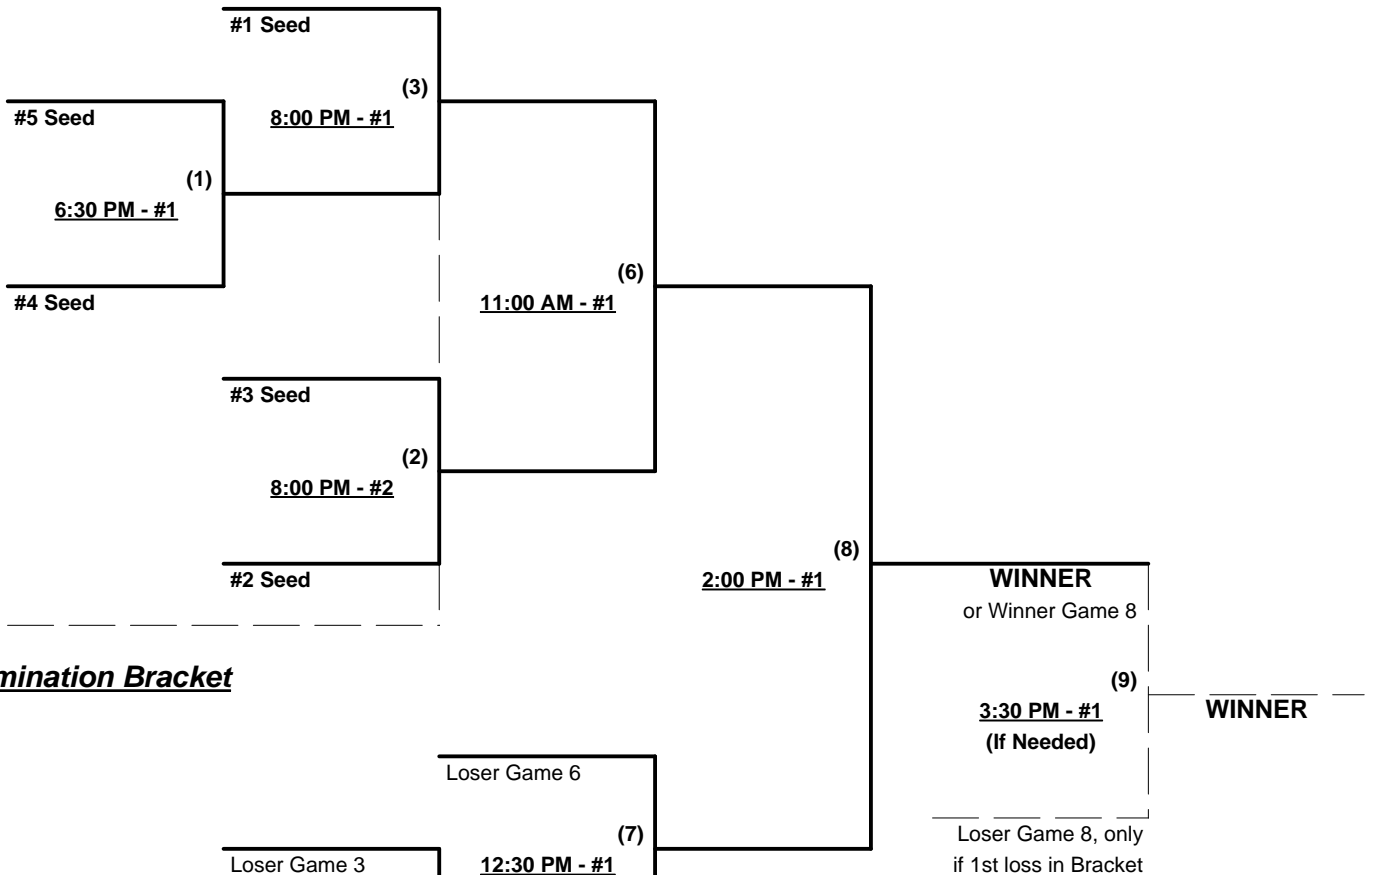 #1 Seed
(3)
#5 Seed
8:00 PM - #1
(1)
6:30 PM - #1
(6)
#4 Seed
11:00 AM - #1
#3 Seed
(2)
8:00 PM - #2
(8)
#2 Seed
2:00 PM - #1
WINNER
or Winner Game 8
mination Bracket
(9)
3:30 PM - #1
WINNER
(If Needed)
Loser Game 6
(7)
Loser Game 8, only
Loser Game 3
12:30 PM - #1
if 1st loss in Bracket